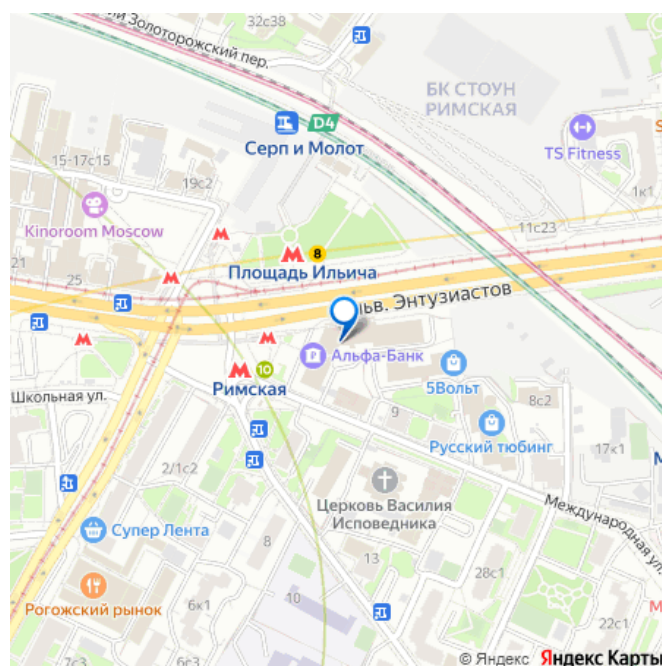 32с38
ий Золоторожский пер.
БК СТОУН
РИМСКАЯ
D4
Серп и Молот
TS Fitness
15-17с15
19с2
1к1
Kinoroom Moscow
11с23
8
Площадь Ильича
21
25
ьв. Энтузиастов
Альфа-Банк
10
Римская
5Вольт
Школьная ул.
8с2
9
Русский тюбинг
17к1
2/1с2
Церковь Василия
Исповедника
Международная ул.
Супер Лента
8
13
28с1
Рогожский рынок
6к1
10
22с1
7с3
6с2
© Яндекс Яндекс Карты